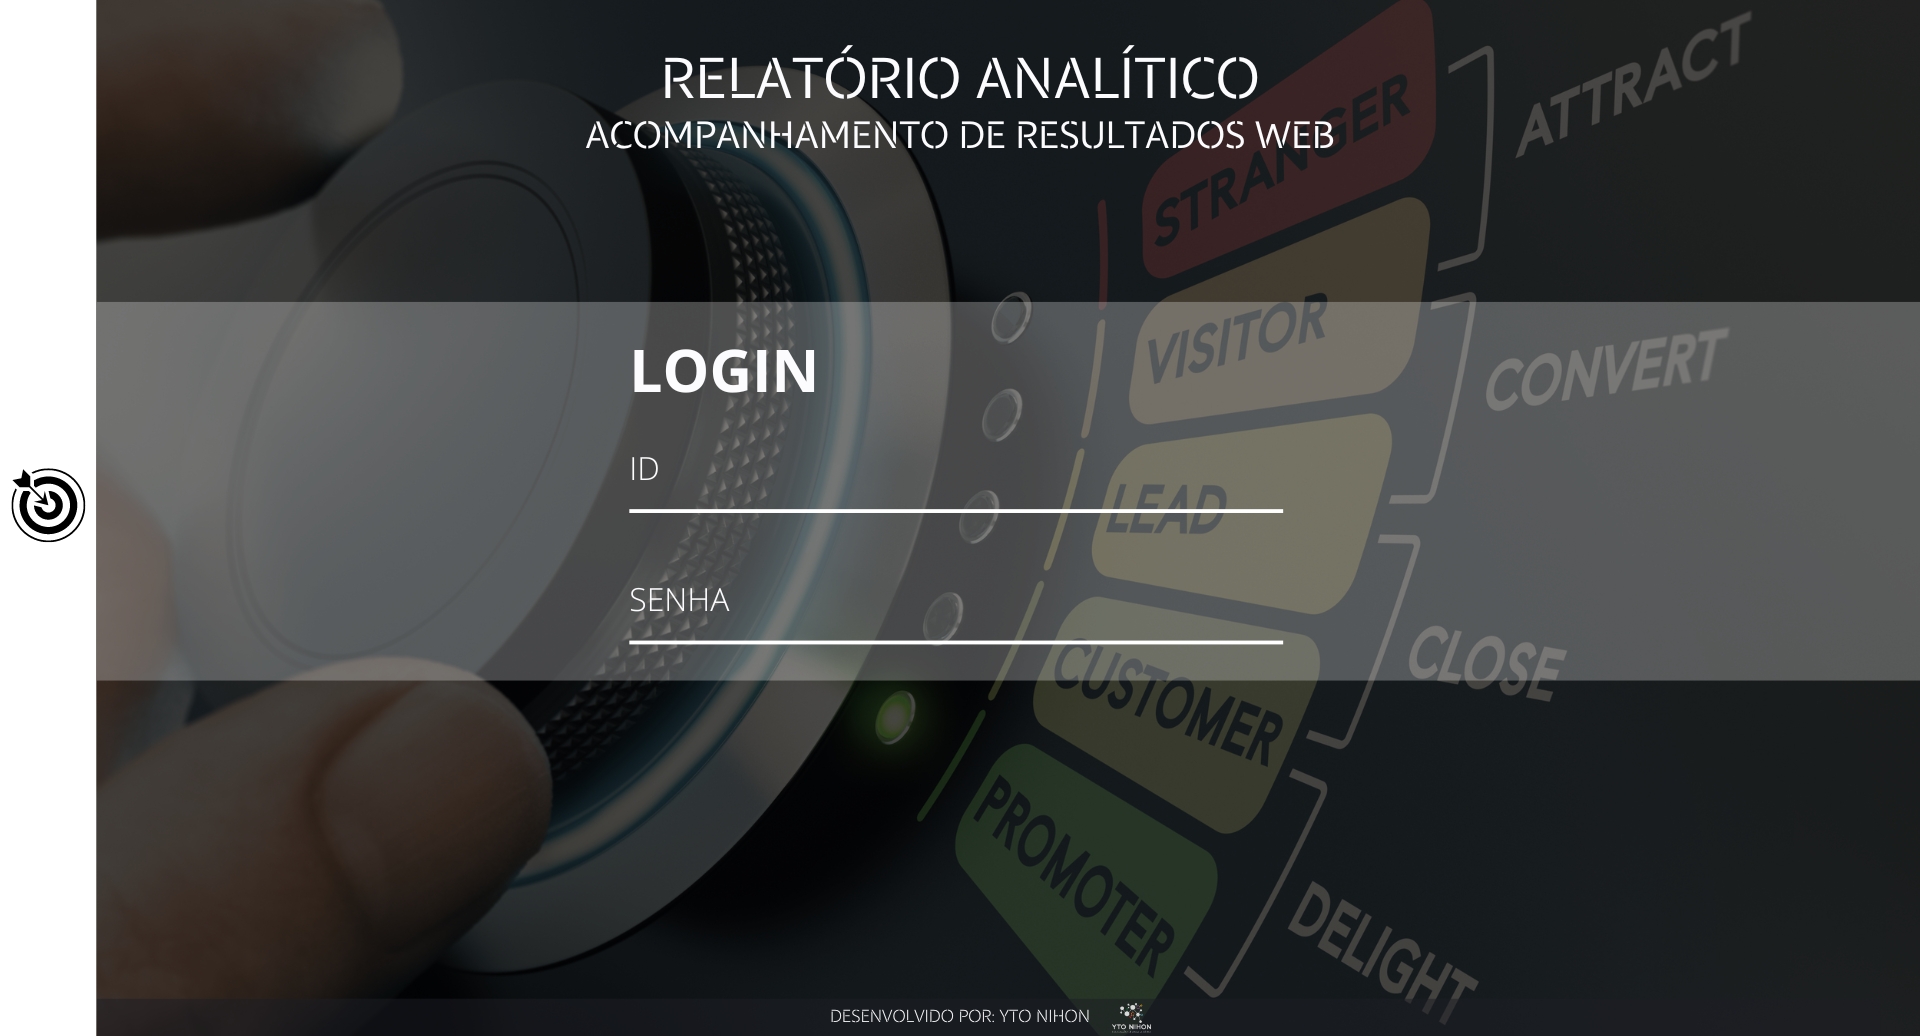 RELATÓRIO ANALÍTICO
ACOMPANHAMENTO DE RESULTADOS WEB
STRANGER
ATTRACT
VISITOR
CONVERT
LOGIN
ID
LEAD
SENHA
CUSTOMER
CLOSE
PROMOTER
DELIGHT
DESENVOLVIDO POR: YTO NIHON
YTO NIHON